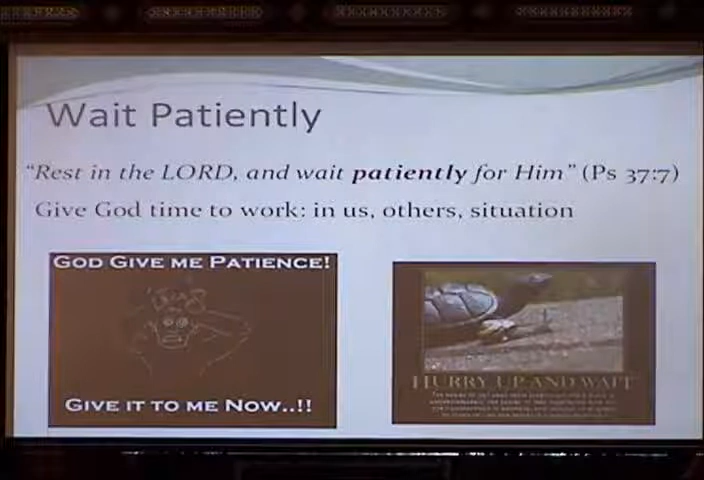 Wait Patiently
"Rest in the LORD, and wait patiently for Him" (Ps 37:7)
Give God time to work: in us, others, situation
GOD GIVE ME PATIENCE!
GIVE IT TO ME NOW..!!
HURRY UP AND WAIT